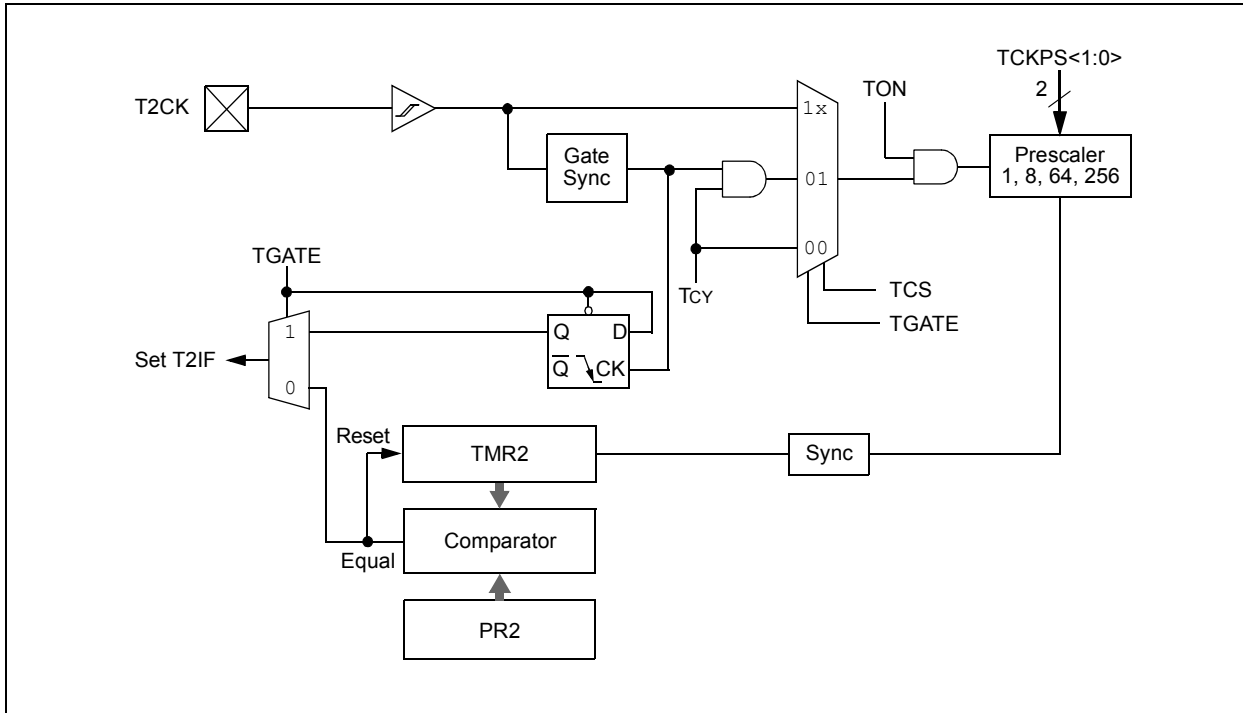 TCKPS<1:0>
2
T2CK
TON
1x
Gate
Sync
Prescaler
1, 8, 64, 256
01
00
TGATE
TCY
TCS
TGATE
1
Q
D
Set T2IF
Q
CK
0
Reset
TMR2
Sync
Comparator
Equal
PR2